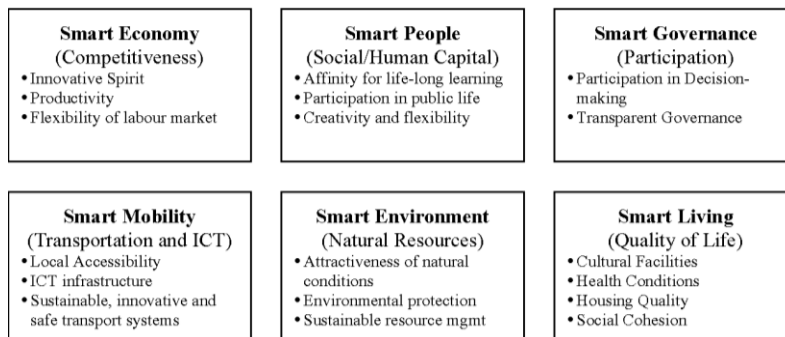 Smart Economy
(Competitiveness)
• Innovative Spirit
• Productivity
• Flexibility of labour market
Smart People
(Social/Human Capital)
• Affinity for life-long learning
• Participation in public life
• Creativity and flexibility
Smart Governance
(Participation)
• Participation in Decision-
making
• Transparent Governance
Smart Mobility
(Transportation and ICT)
• Local Accessibility
• ICT infrastructure
• Sustainable, innovative and
safe transport systems
Smart Environment
(Natural Resources)
• Attractiveness of natural
conditions
• Environmental protection
• Sustainable resource mgmt
Smart Living
(Quality of Life)
• Cultural Facilities
• Health Conditions
• Housing Quality
• Social Cohesion